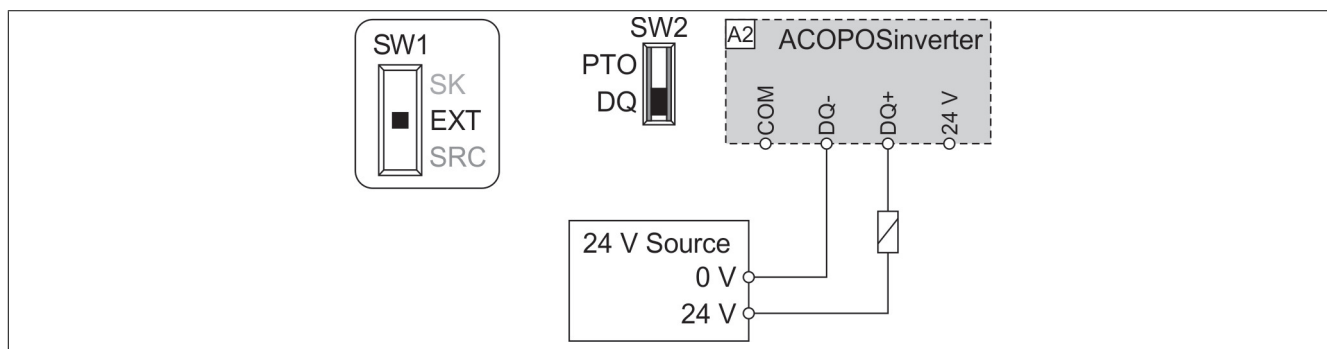 SW1
SK
EXT
SRC
SW2
PTO
DQ
A2 ACOPOSinverter
COM
DQ-
DQ+
24 V
24 V Source
0 V
24 V